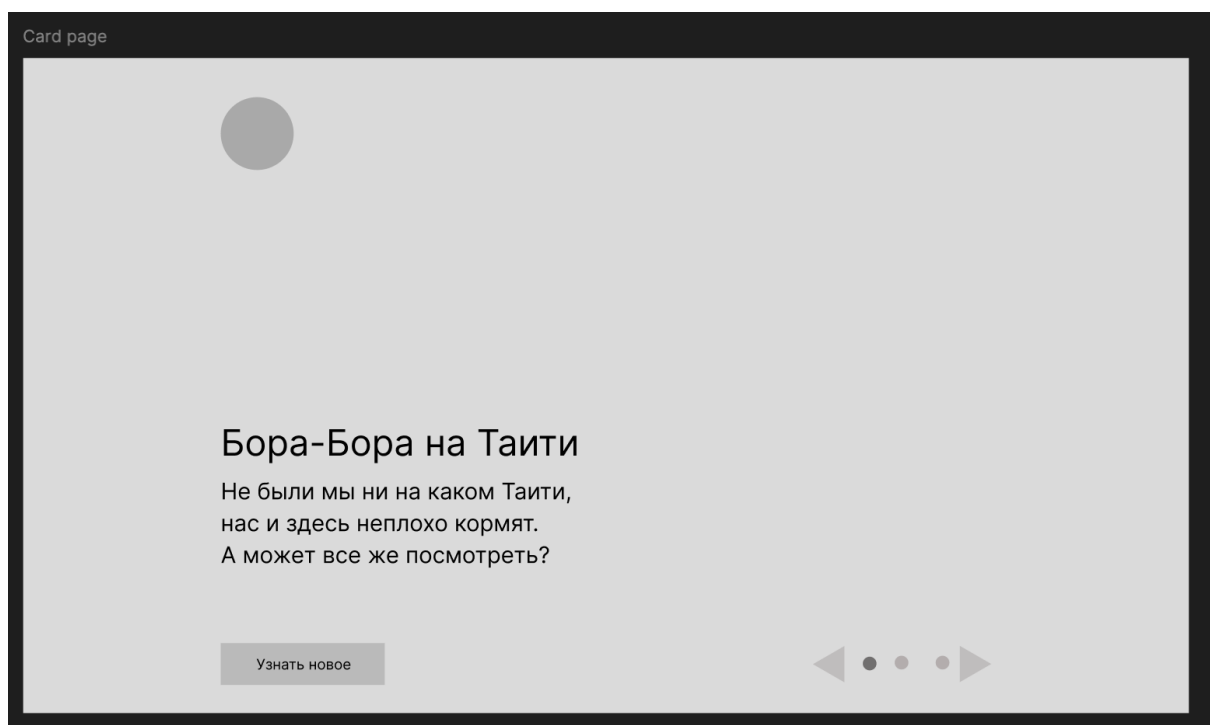 Card page
Бора-Бора на Таити
Не были мы ни на каком Таити,
нас и здесь неплохо кормят.
А может все же посмотреть?
Узнать новое